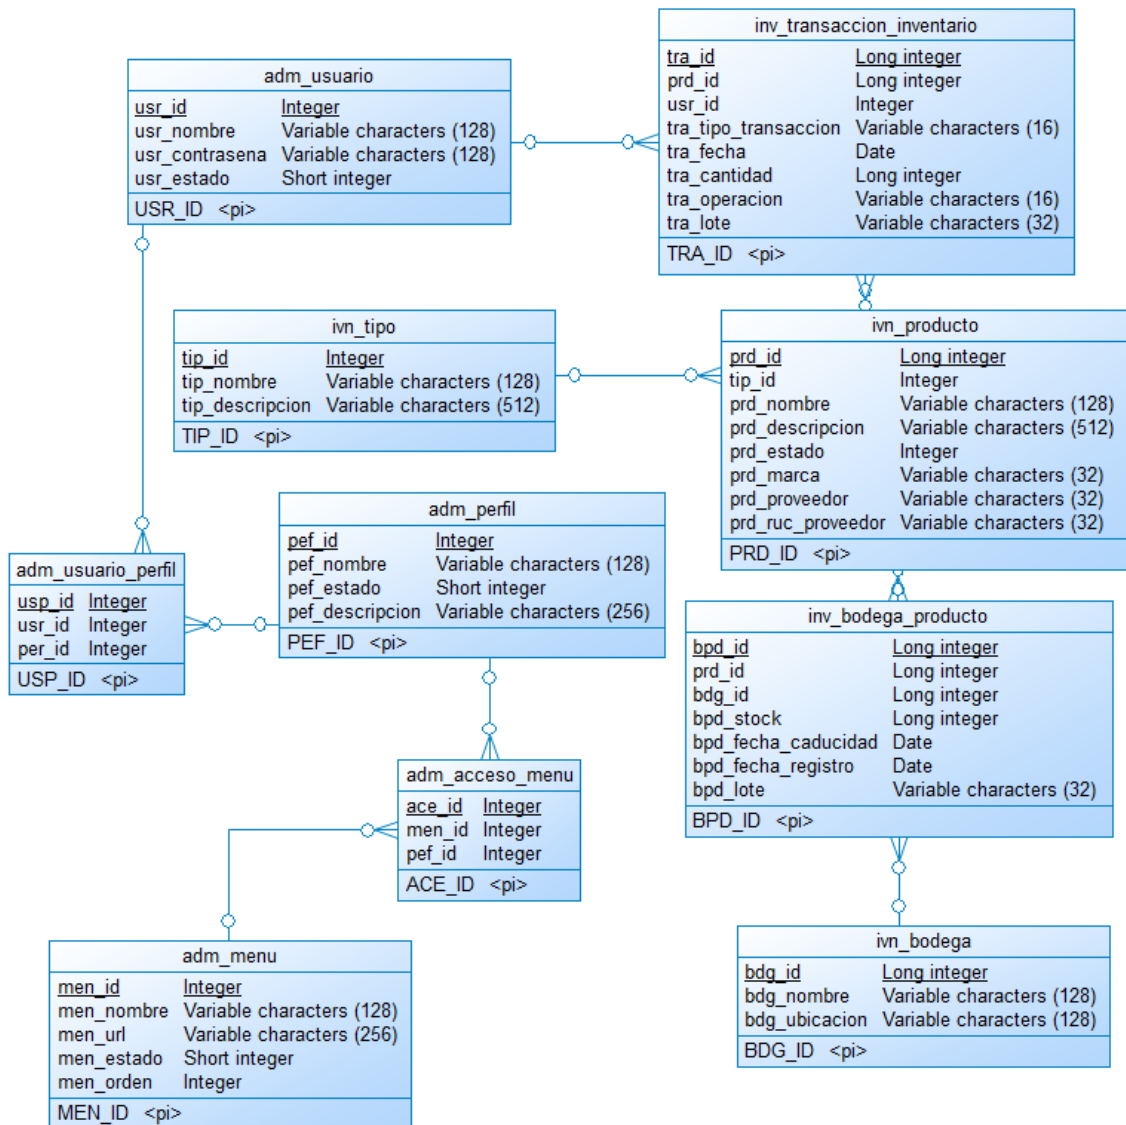 inv_transaccion_inventario
tra_id Long integer
prd_id Long integer
usr_id Integer
tra_tipo_transaccion Variable characters (16)
tra_fecha Date
tra_cantidad Long integer
tra_operacion Variable characters (16)
tra_lote Variable characters (32)
TRA_ID <pi>
adm_usuario
usr_id Integer
usr_nombre Variable characters (128)
usr_contrasena Variable characters (128)
usr_estado Short integer
USR_ID <pi>
ivn_tipo
tip_id Integer
tip_nombre Variable characters (128)
tip_descripcion Variable characters (512)
TIP_ID <pi>
ivn_producto
prd_id Long integer
tip_id Integer
prd_nombre Variable characters (128)
prd_descripcion Variable characters (512)
prd_estado Integer
prd_marca Variable characters (32)
prd_proveedor Variable characters (32)
prd_ruc_proveedor Variable characters (32)
PRD_ID <pi>
adm_perfil
pef_id Integer
pef_nombre Variable characters (128)
pef_estado Short integer
pef_descripcion Variable characters (256)
PEF_ID <pi>
adm_usuario_perfil
usp_id Integer
usr_id Integer
per_id Integer
USP_ID <pi>
inv_bodega_producto
bpd_id Long integer
prd_id Long integer
bdg_id Long integer
bpd_stock Long integer
bpd_fecha_caducidad Date
bpd_fecha_registro Date
bpd_lote Variable characters (32)
BPD_ID <pi>
adm_acceso_menu
ace_id Integer
men_id Integer
pef_id Integer
ACE_ID <pi>
adm_menu
men_id Integer
men_nombre Variable characters (128)
men_url Variable characters (256)
men_estado Short integer
men_orden Integer
MEN_ID <pi>
ivn_bodega
bdg_id Long integer
bdg_nombre Variable characters (128)
bdg_ubicacion Variable characters (128)
BDG_ID <pi>